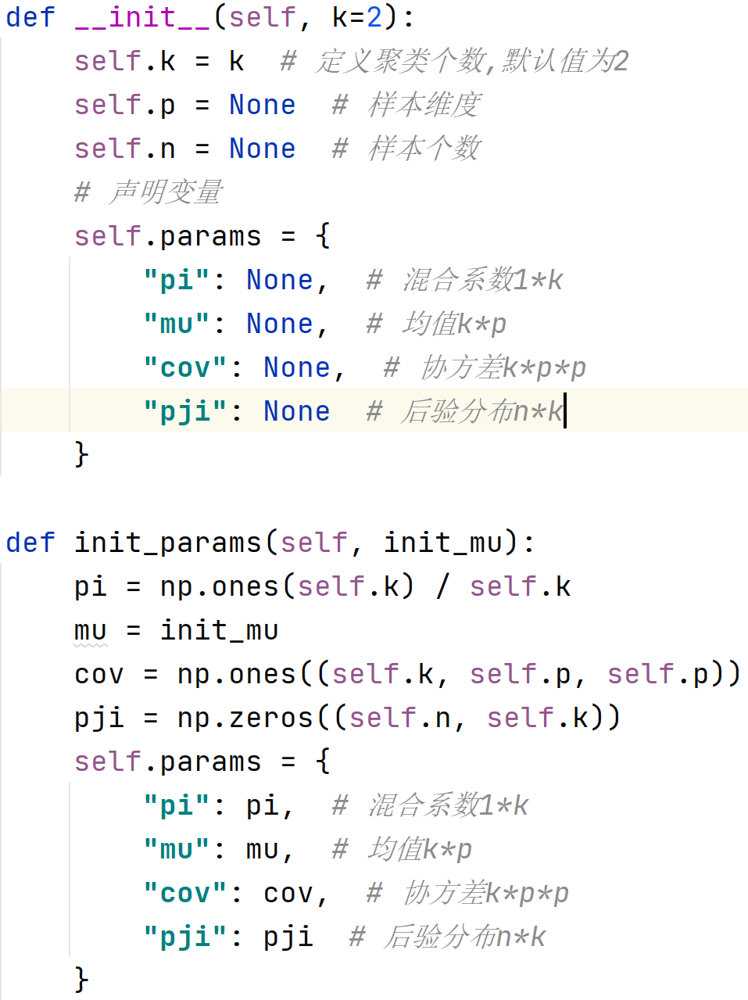 def __init__(self, k=2):
    self.k = k  # 定义聚类个数,默认值为2
    self.p = None  # 样本维度
    self.n = None  # 样本个数
    # 声明变量
    self.params = {
        "pi": None,  # 混合系数1*k
        "mu": None,  # 均值k*p
        "cov": None,  # 协方差k*p*p
        "pji": None  # 后验分布n*k
    }

def init_params(self, init_mu):
    pi = np.ones(self.k) / self.k
    mu = init_mu
    cov = np.ones((self.k, self.p, self.p))
    pji = np.zeros((self.n, self.k))
    self.params = {
        "pi": pi,  # 混合系数1*k
        "mu": mu,  # 均值k*p
        "cov": cov,  # 协方差k*p*p
        "pji": pji  # 后验分布n*k
    }